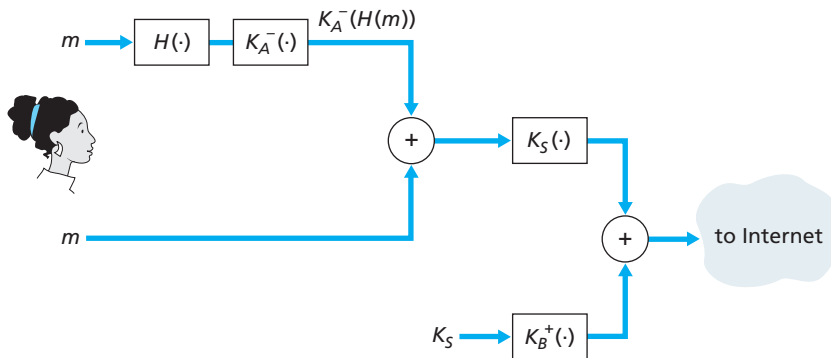 K_A^-(H(m))
m
H(·)
K_A^-(·)
+
K_S(·)
m
+
to Internet
K_S
K_B^+(·)